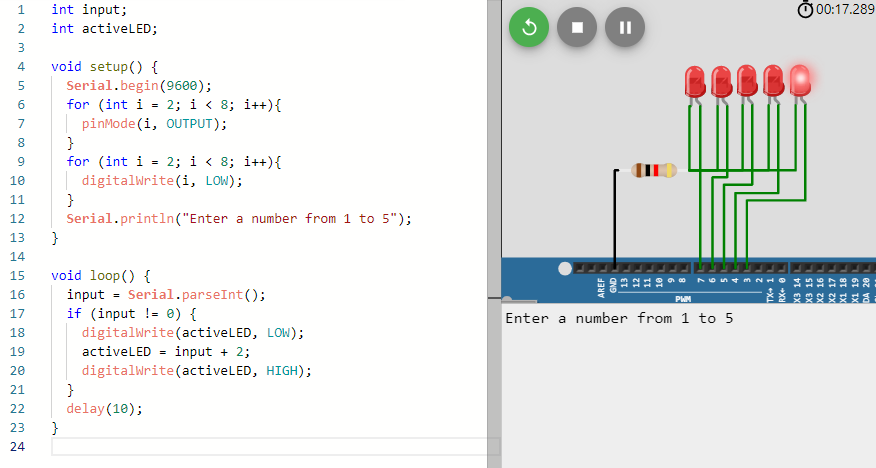 1 int input;
2 int activeLED;
3
4 void setup() {
5 Serial.begin(9600);
6 for (int i = 2; i < 8; i++){
7 pinMode(i, OUTPUT);
8 }
9 for (int i = 2; i < 8; i++){
10 digitalWrite(i, LOW);
11 }
12 Serial.println("Enter a number from 1 to 5");
13 }
14
15 void loop() {
16 input = Serial.parseInt();
17 if (input != 0) {
18 digitalWrite(activeLED, LOW);
19 activeLED = input + 2;
20 digitalWrite(activeLED, HIGH);
21 }
22 delay(10);
23 }
24
00:17.289
AREF
GND
13
12
11
10
9
8
7
6
5
4
3
2
TX→ 1
RX← 0
TX3 14
RX3 15
TX2 16
RX2 17
TX1 18
RX1 19
SDA 20
PWM
Enter a number from 1 to 5